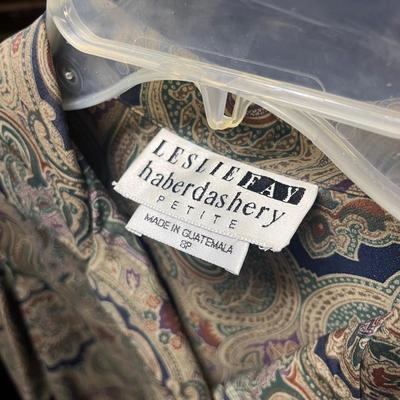 LESLIE FAY
haberdashery
PETITE
MADE IN GUATEMALA
8P